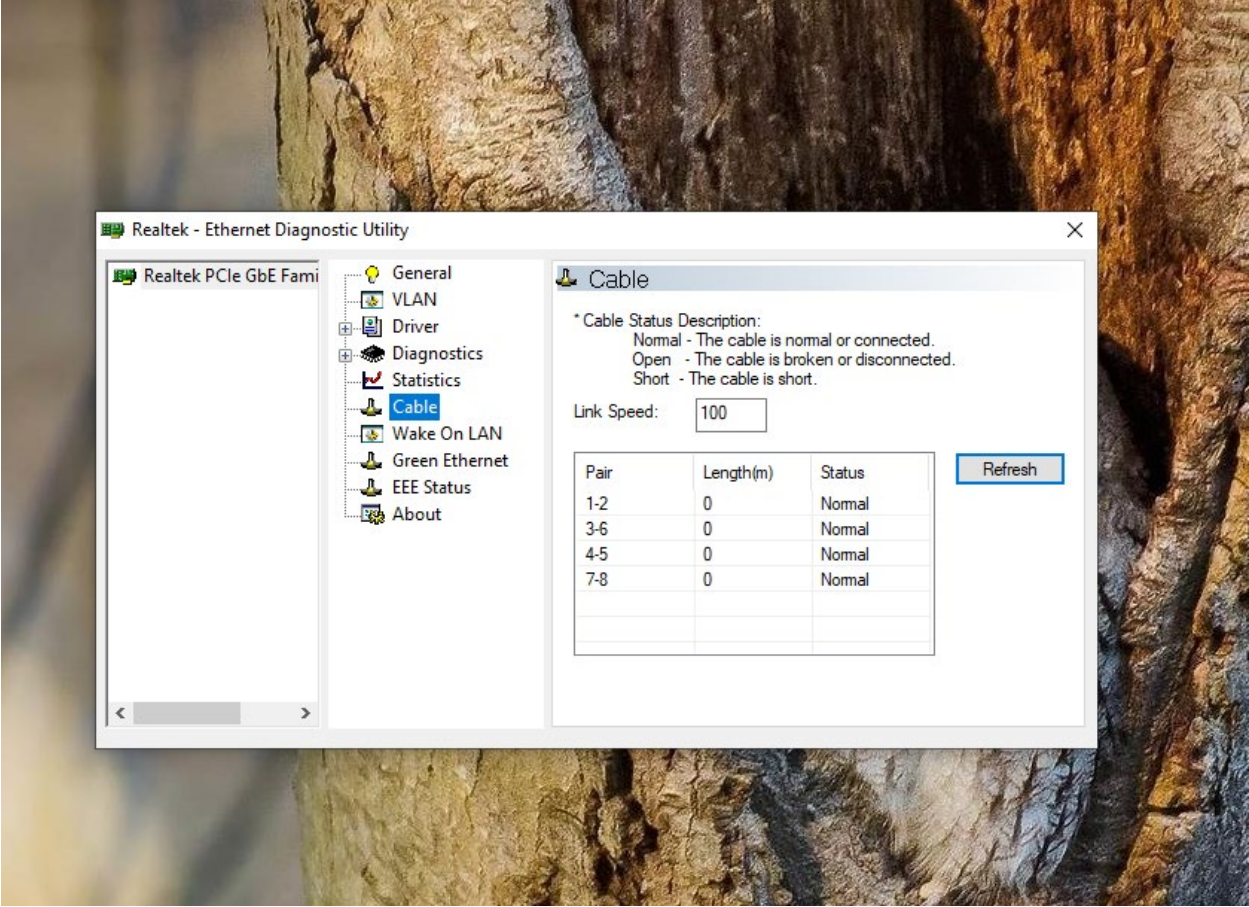 Realtek - Ethernet Diagnostic Utility
Realtek PCIe GbE Fami
General
VLAN
Driver
Diagnostics
Statistics
Cable
Wake On LAN
Green Ethernet
EEE Status
About
Cable
* Cable Status Description:
Normal - The cable is normal or connected.
Open - The cable is broken or disconnected.
Short - The cable is short.
Link Speed: 100
Pair Length(m) Status
1-2 0 Normal
3-6 0 Normal
4-5 0 Normal
7-8 0 Normal
Refresh